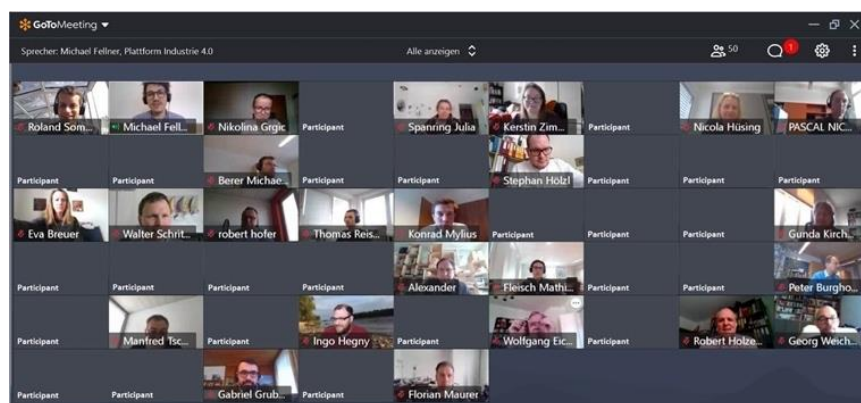 GoToMeeting
Sprecher: Michael Fellner, Plattform Industrie 4.0 Alle anzeigen 50 1
Roland Som... Michael Fell... Nikolina Grgic Participant Spanring Julia Kerstin Zim... Participant Nicola Hüsing PASCAL NIC...
Participant Participant Berer Michae... Participant Participant Stephan Hölzl Participant Participant Participant
Eva Breuer Walter Schrit... robert hofer Thomas Reis... Konrad Mylius Participant Participant Participant Gunda Kirch...
Participant Participant Participant Participant Alexander Fleisch Mathi... Participant Participant Peter Burgho...
Participant Manfred Tsc... Participant Ingo Hegny Participant Wolfgang Eic... Participant Robert Holze... Georg Weich...
Participant Participant Gabriel Grub... Participant Florian Maurer